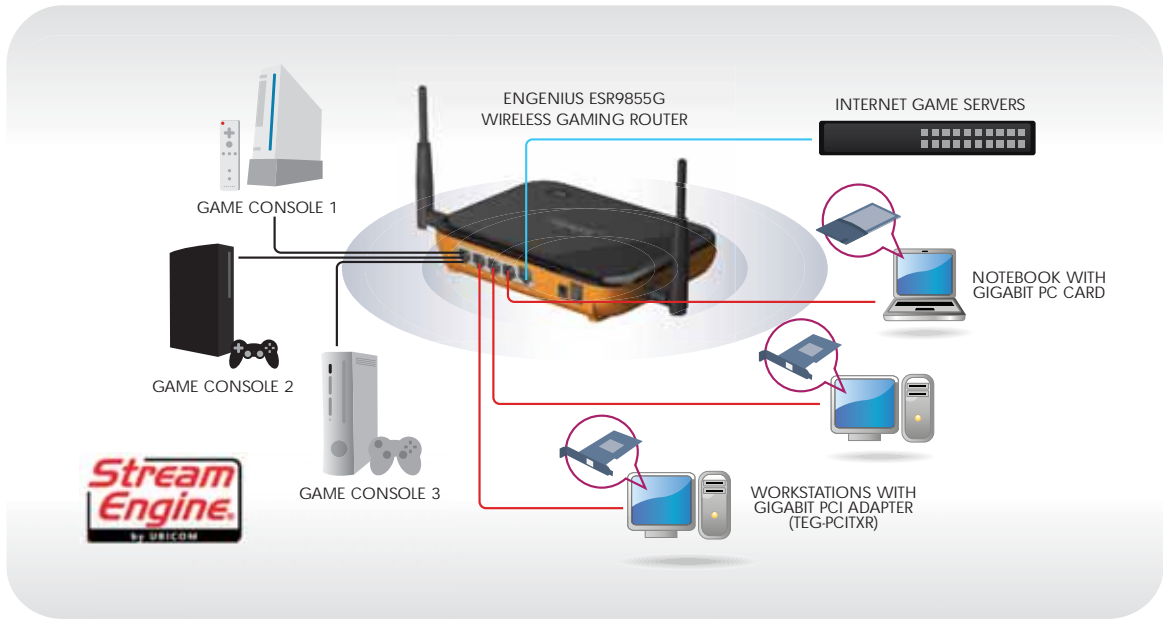 ENGENIUS ESR9855G
WIRELESS GAMING ROUTER
INTERNET GAME SERVERS
GAME CONSOLE 1
NOTEBOOK WITH
GIGABIT PC CARD
GAME CONSOLE 2
GAME CONSOLE 3
WORKSTATIONS WITH
GIGABIT PCI ADAPTER
(TEG-PCITXR)
Stream
Engine.
by UBICOM